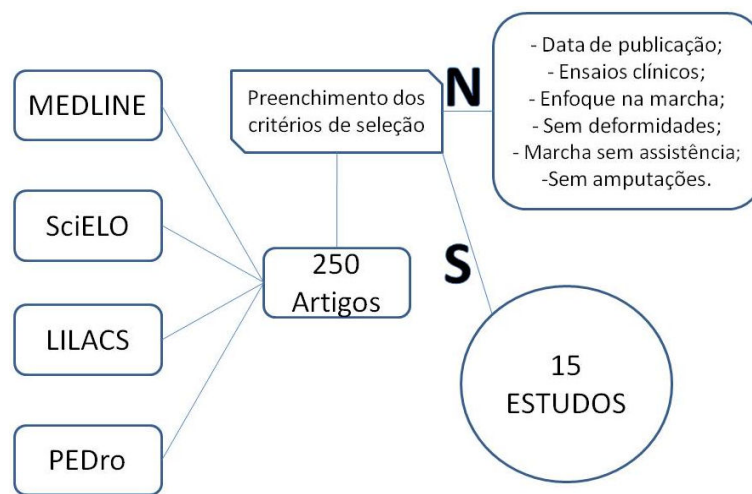 MEDLINE
SciELO
LILACS
PEDro
250
Artigos
Preenchimento dos
critérios de seleção
N
- Data de publicação;
- Ensaios clínicos;
- Enfoque na marcha;
- Sem deformidades;
- Marcha sem assistência;
-Sem amputações.
S
15
ESTUDOS